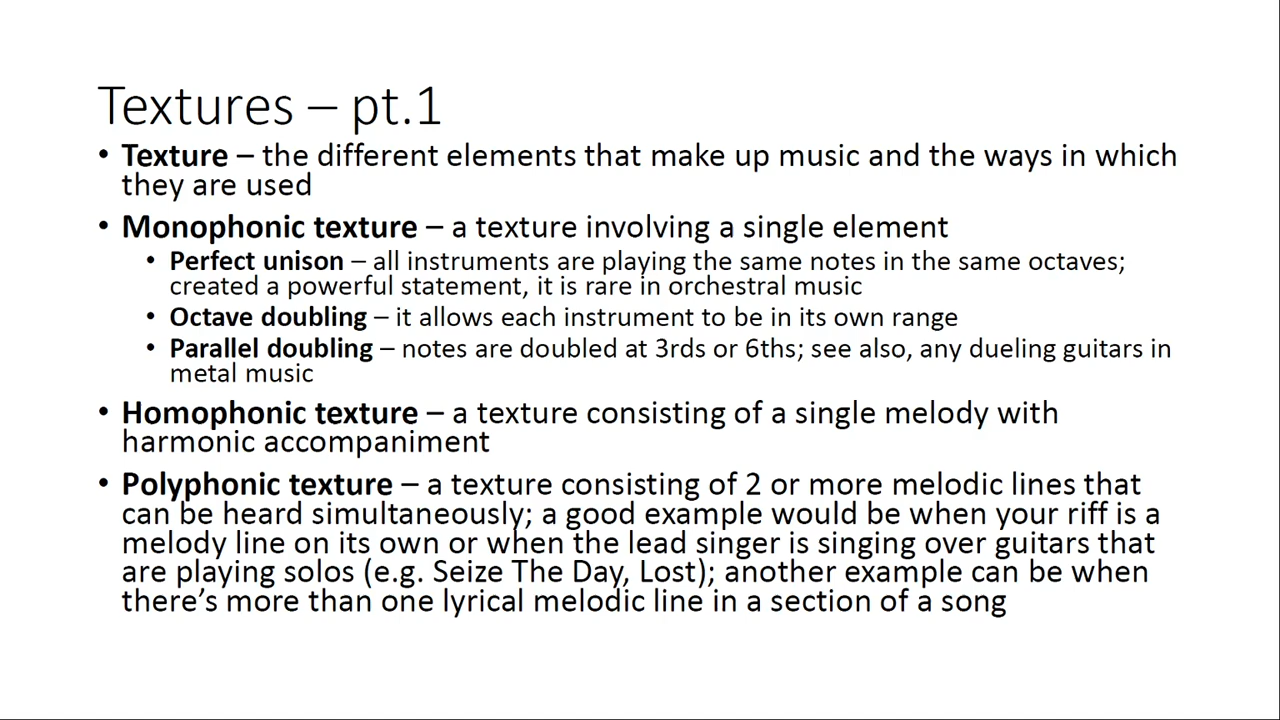 Textures – pt.1
• Texture – the different elements that make up music and the ways in which
they are used
• Monophonic texture – a texture involving a single element
• Perfect unison – all instruments are playing the same notes in the same octaves;
created a powerful statement, it is rare in orchestral music
• Octave doubling – it allows each instrument to be in its own range
• Parallel doubling – notes are doubled at 3rds or 6ths; see also, any dueling guitars in
metal music
• Homophonic texture – a texture consisting of a single melody with
harmonic accompaniment
• Polyphonic texture – a texture consisting of 2 or more melodic lines that
can be heard simultaneously; a good example would be when your riff is a
melody line on its own or when the lead singer is singing over guitars that
are playing solos (e.g. Seize The Day, Lost); another example can be when
there’s more than one lyrical melodic line in a section of a song